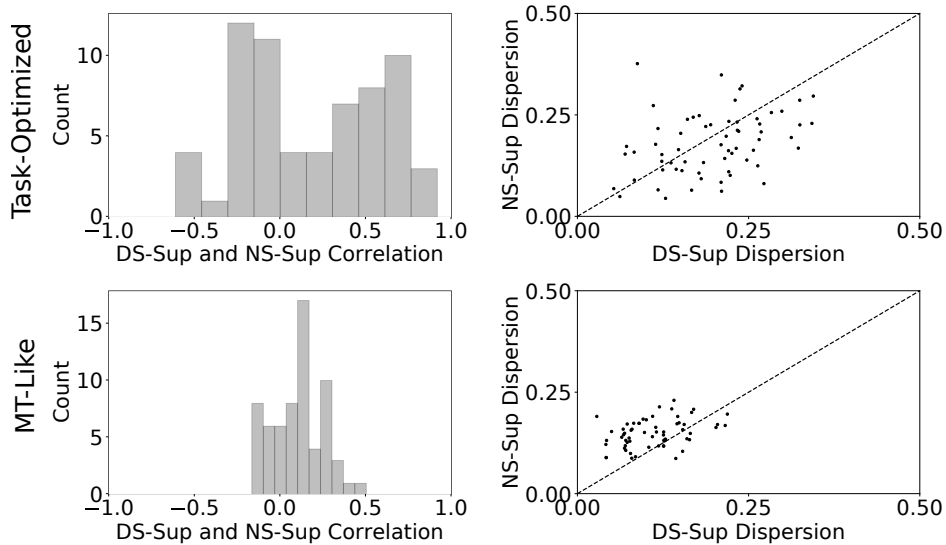 Task-Optimized
Count
10
5
0
−1.0 −0.5 0.0 0.5 1.0
DS-Sup and NS-Sup Correlation
NS-Sup Dispersion
0.50
0.25
0.00
0.00 0.25 0.50
DS-Sup Dispersion
MT-Like
Count
15
10
5
0
−1.0 −0.5 0.0 0.5 1.0
DS-Sup and NS-Sup Correlation
NS-Sup Dispersion
0.50
0.25
0.00
0.00 0.25 0.50
DS-Sup Dispersion